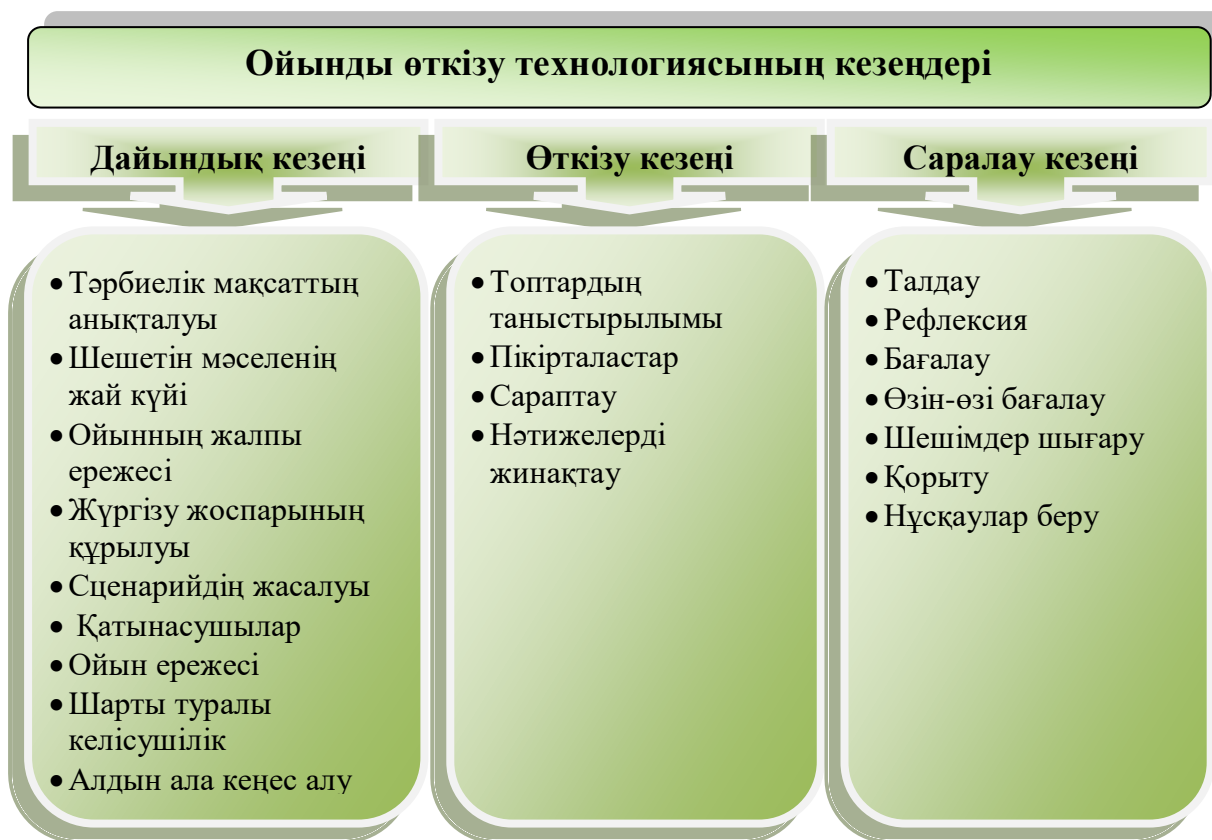 Ойынды өткізу технологиясының кезеңдері
Дайындық кезеңі
• Тәрбиелік мақсаттың
анықталуы
• Шешетін мәселенің
жай күйі
• Ойынның жалпы
ережесі
• Жүргізу жоспарының
құрылуы
• Сценарийдің жасалуы
• Қатынасушылар
• Ойын ережесі
• Шарты туралы
келісушілік
• Алдын ала кеңес алу
Өткізу кезеңі
• Топтардың
таныстырылымы
• Пікірталастар
• Сараптау
• Нәтижелерді
жинақтау
Саралау кезеңі
• Талдау
• Рефлексия
• Бағалау
• Өзін-өзі бағалау
• Шешімдер шығару
• Қорыту
• Нұсқаулар беру